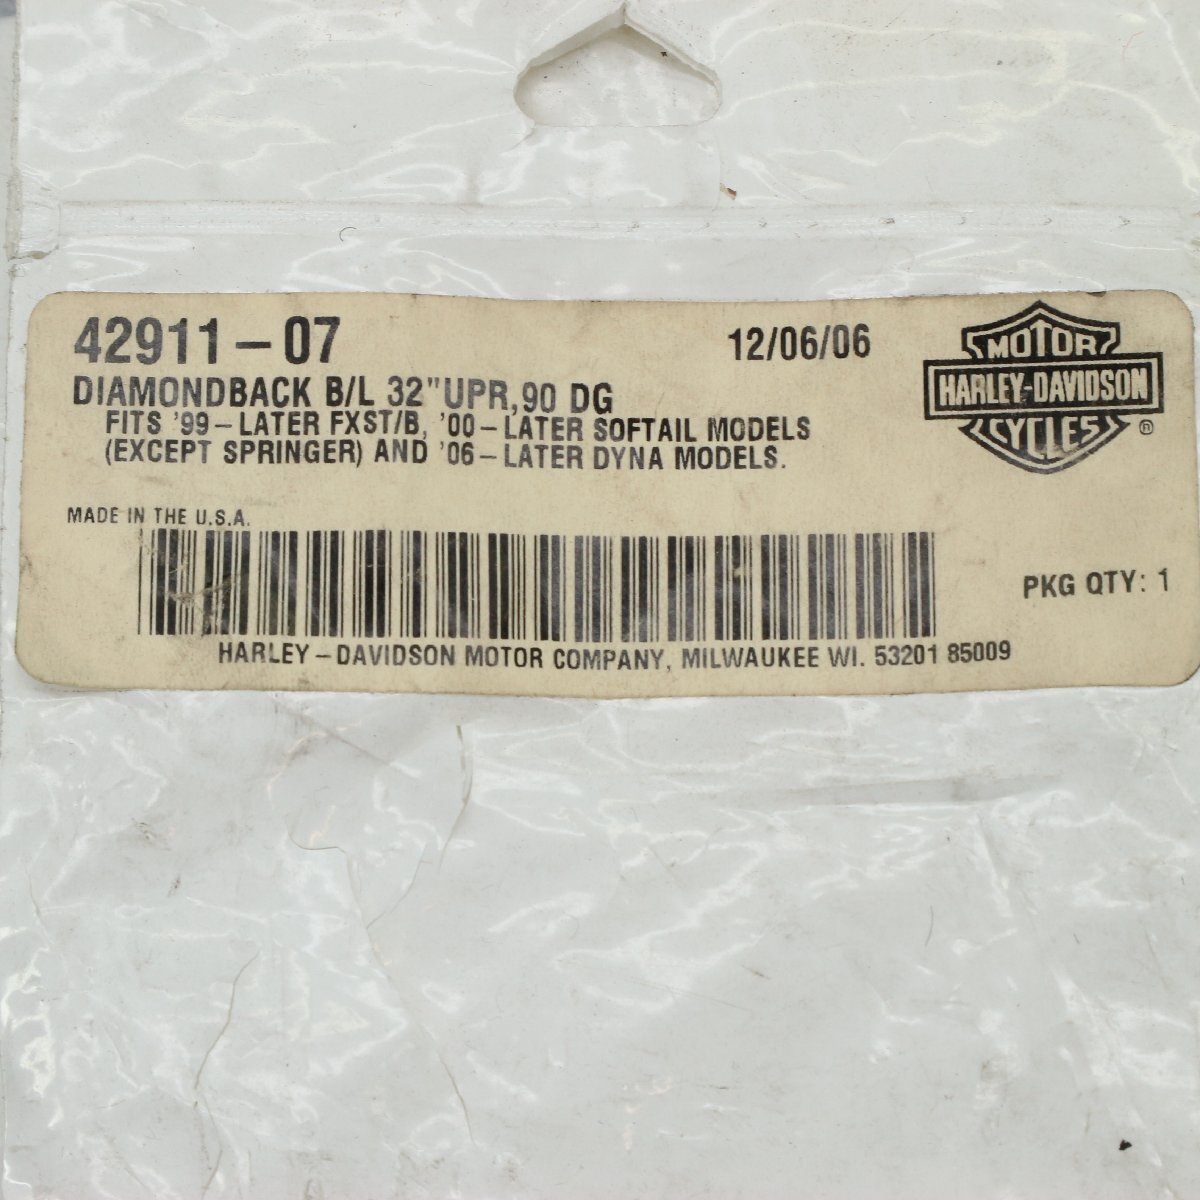 42911-07
12/06/06
DIAMONDBACK B/L 32"UPR,90 DG
FITS '99-LATER FXST/B, '00-LATER SOFTAIL MODELS
(EXCEPT SPRINGER) AND '06-LATER DYNA MODELS.
MOTOR
HARLEY-DAVIDSON
CYCLES
®
MADE IN THE U.S.A.
PKG QTY: 1
HARLEY-DAVIDSON MOTOR COMPANY, MILWAUKEE WI. 53201 85009